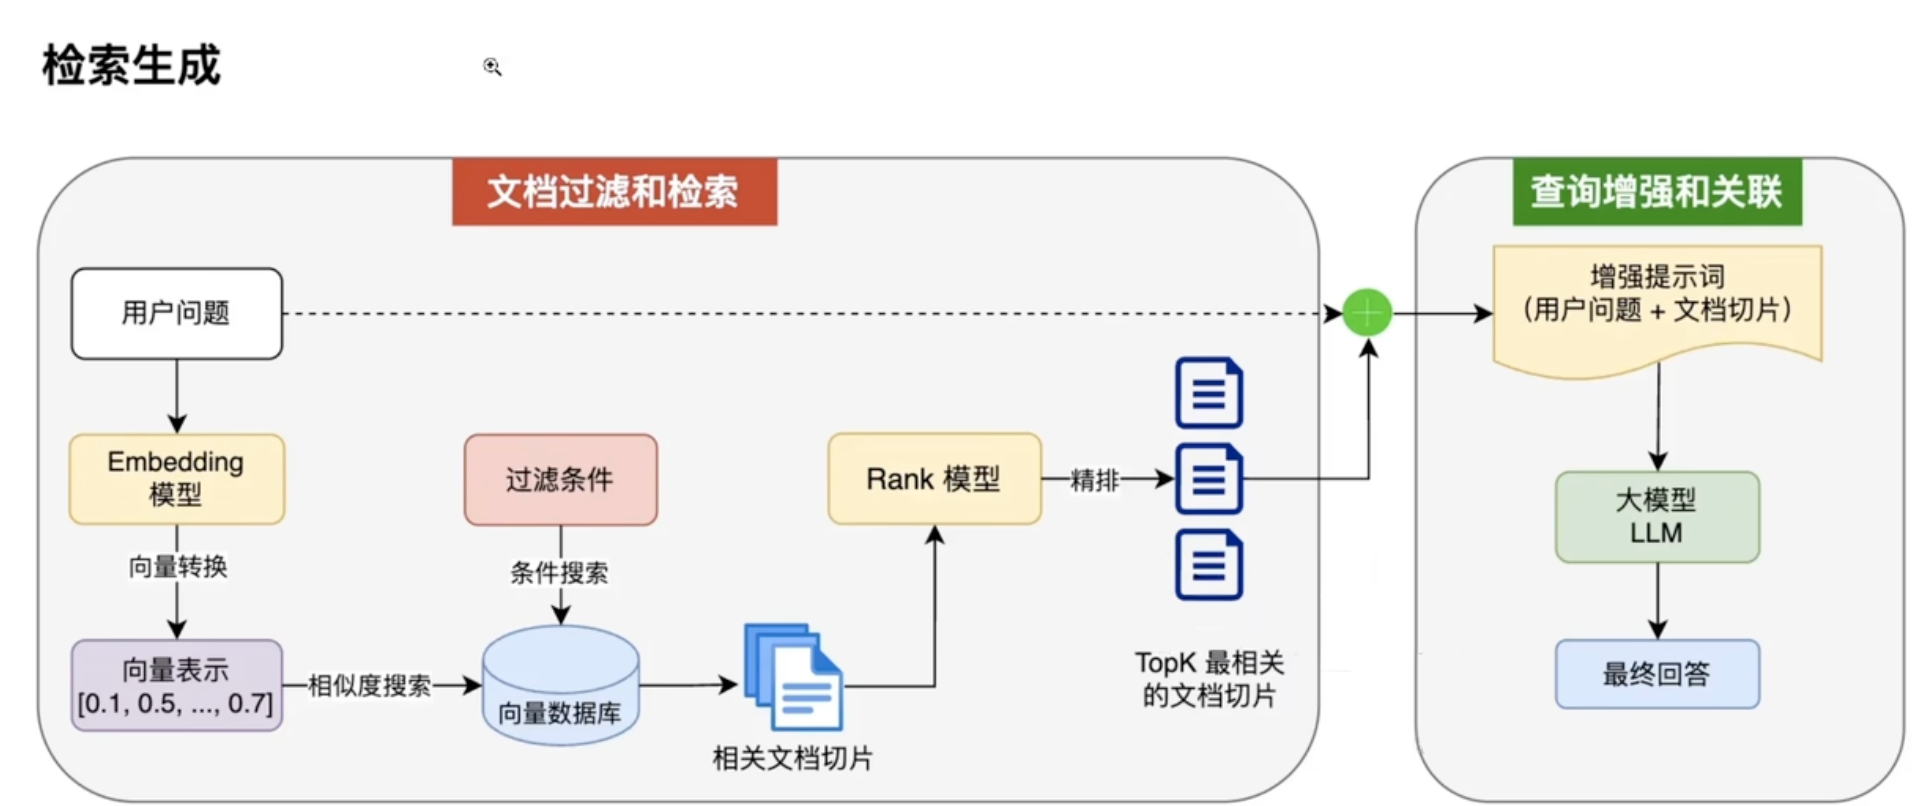 检索生成
文档过滤和检索
用户问题
Embedding
模型
向量转换
向量表示
[0.1, 0.5, ..., 0.7]
相似度搜索
过滤条件
条件搜索
向量数据库
相关文档切片
Rank 模型
精排
TopK 最相关
的文档切片
查询增强和关联
增强提示词
（用户问题 + 文档切片）
大模型
LLM
最终回答